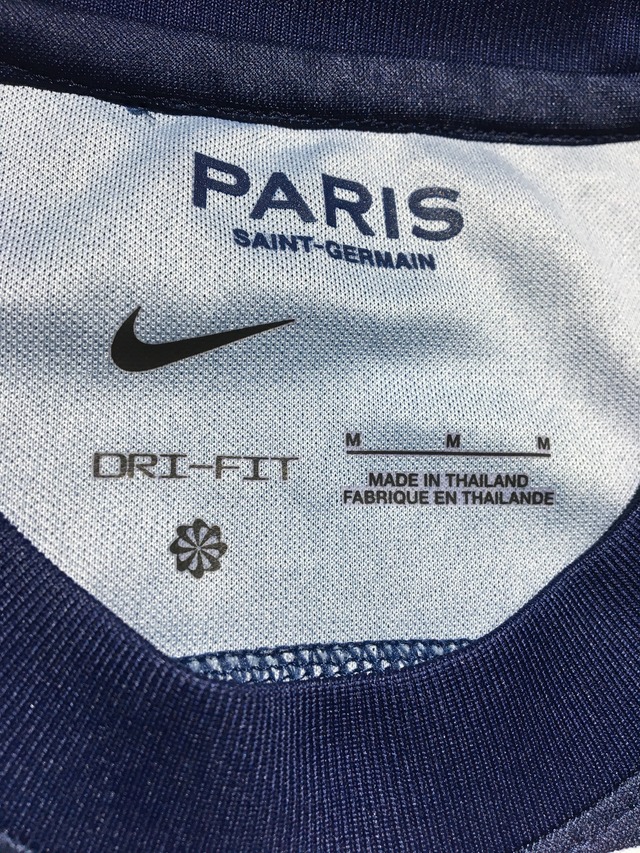 PARIS
SAINT-GERMAIN
DRI-FIT
M M M
MADE IN THAILAND
FABRIQUE EN THAILANDE